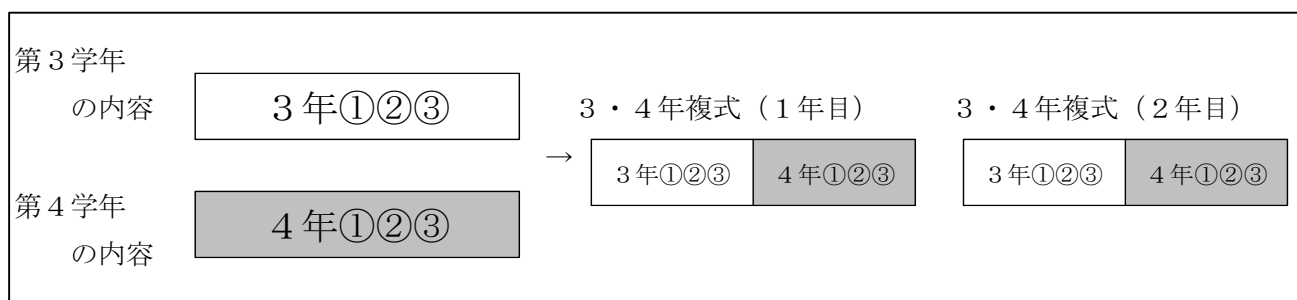 第３学年
の内容
３年①②③
第４学年
の内容
４年①②③
→
３・４年複式（１年目）
３年①②③ ４年①②③
３・４年複式（２年目）
３年①②③ ４年①②③